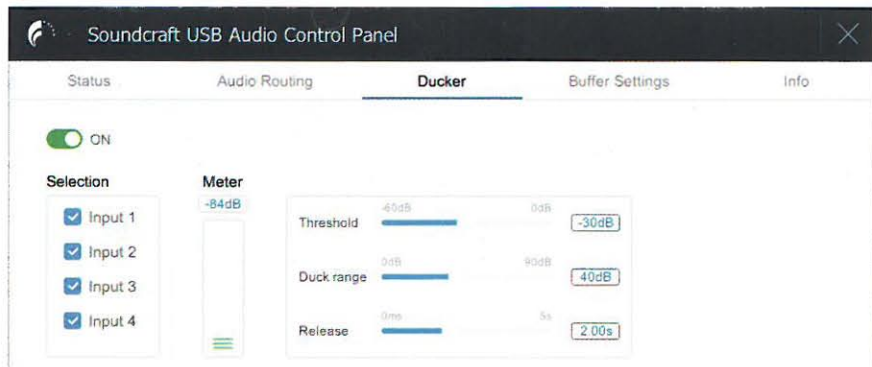 Soundcraft USB Audio Control Panel
Status Audio Routing Ducker Buffer Settings Info
ON
Selection
Input 1
Input 2
Input 3
Input 4
Meter
-84dB
-60dB 0dB
Threshold -30dB
0dB 90dB
Duck range 40dB
0ms 5s
Release 2.00s